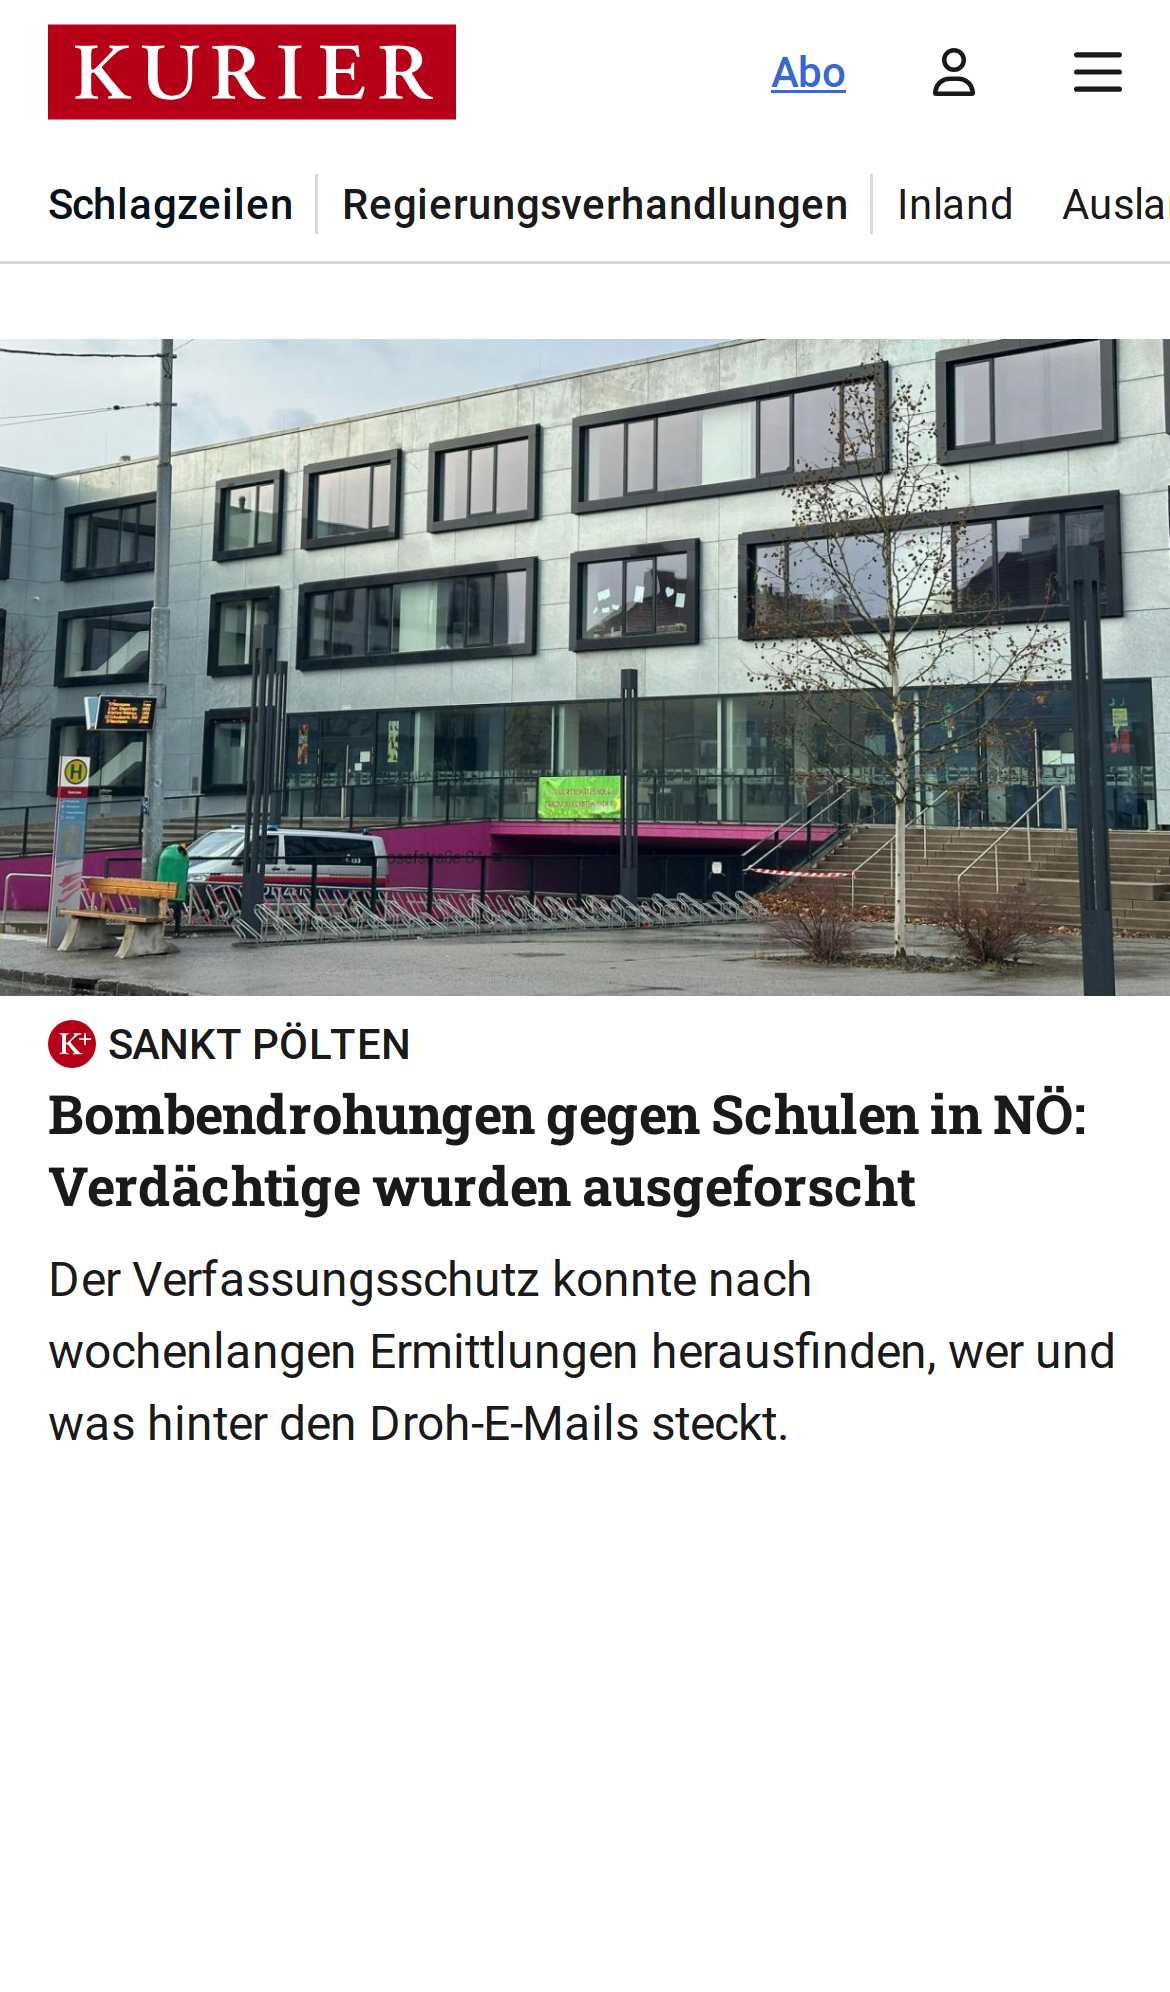 KURIER
Abo
Schlagzeilen
Regierungsverhandlungen
Inland
Auslan
H
K+ SANKT PÖLTEN
Bombendrohungen gegen Schulen in NÖ:
Verdächtige wurden ausgeforscht
Der Verfassungsschutz konnte nach
wochenlangen Ermittlungen herausfinden, wer und
was hinter den Droh-E-Mails steckt.